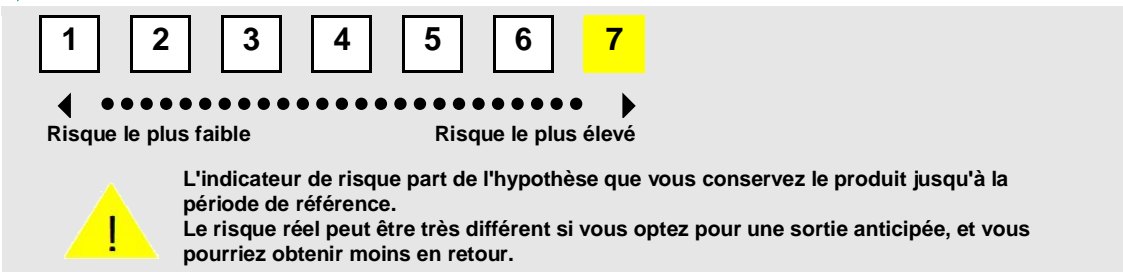 1 2 3 4 5 6 7
Risque le plus faible Risque le plus élevé
L'indicateur de risque part de l'hypothèse que vous conservez le produit jusqu'à la
période de référence.
! Le risque réel peut être très différent si vous optez pour une sortie anticipée, et vous
pourriez obtenir moins en retour.